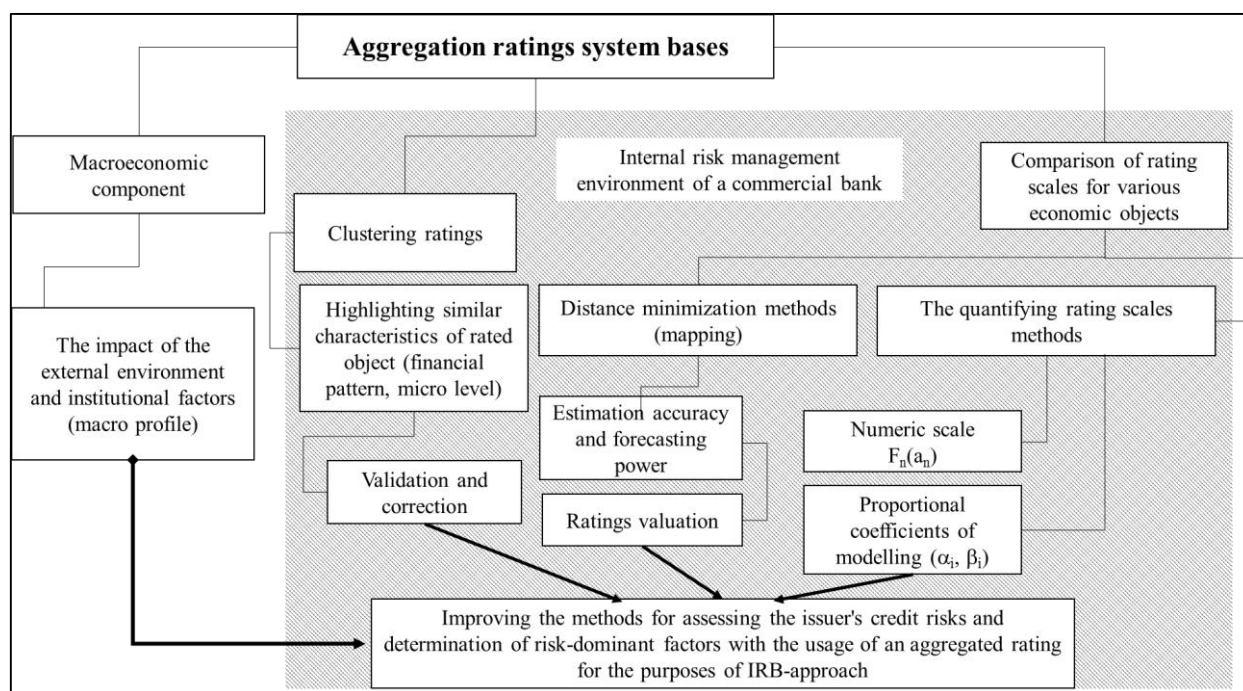 Aggregation ratings system bases
Macroeconomic
component
Internal risk management
environment of a commercial bank
Comparison of rating
scales for various
economic objects
Clustering ratings
The impact of the
external environment
and institutional factors
(macro profile)
Highlighting similar
characteristics of rated
object (financial
pattern, micro level)
Distance minimization methods
(mapping)
The quantifying rating scales
methods
Estimation accuracy
and forecasting
power
Numeric scale
Fₙ(aₙ)
Validation and
correction
Ratings valuation
Proportional
coefficients of
modelling (αᵢ, βᵢ)
Improving the methods for assessing the issuer's credit risks and
determination of risk-dominant factors with the usage of an aggregated rating
for the purposes of IRB-approach